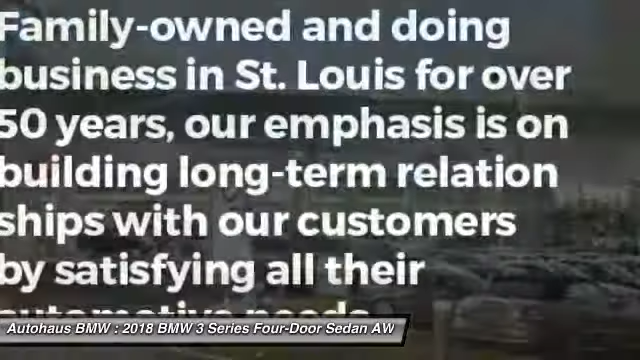 Family-owned and doing
business in St. Louis for over
50 years, our emphasis is on
building long-term relation
ships with our customers
by satisfying all their
automotive needs
Autohaus BMW : 2018 BMW 3 Series Four-Door Sedan AW